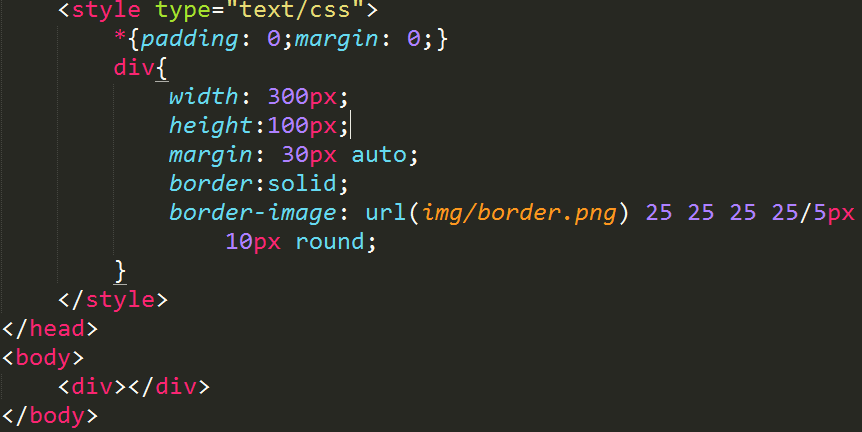 <style type="text/css">
*{padding: 0;margin: 0;}
div{
width: 300px;
height:100px;
margin: 30px auto;
border:solid;
border-image: url(img/border.png) 25 25 25 25/5px
10px round;
}
</style>
</head>
<body>
<div></div>
</body>